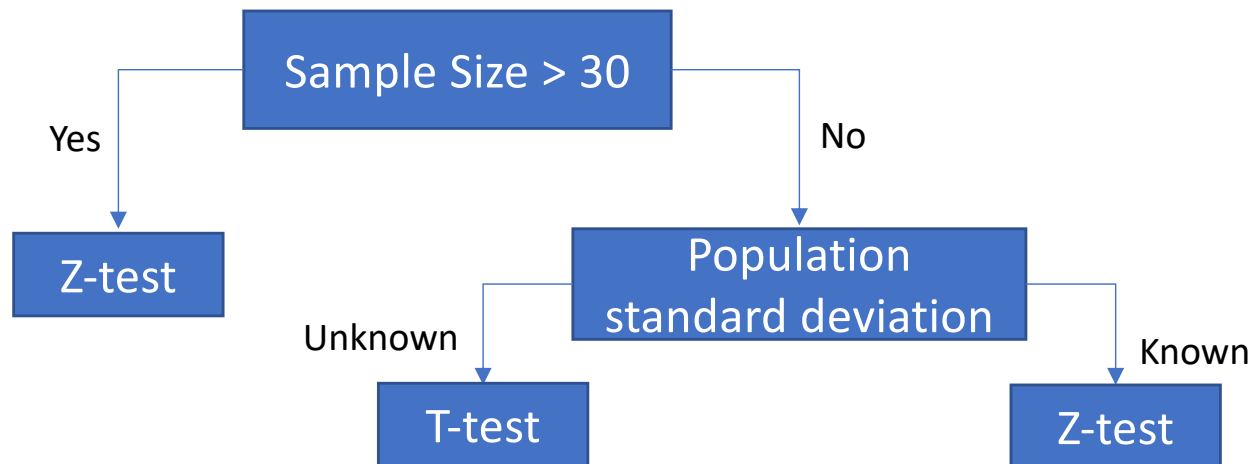 Sample Size > 30
Yes
No
Z-test
Population
standard deviation
Unknown
Known
T-test
Z-test